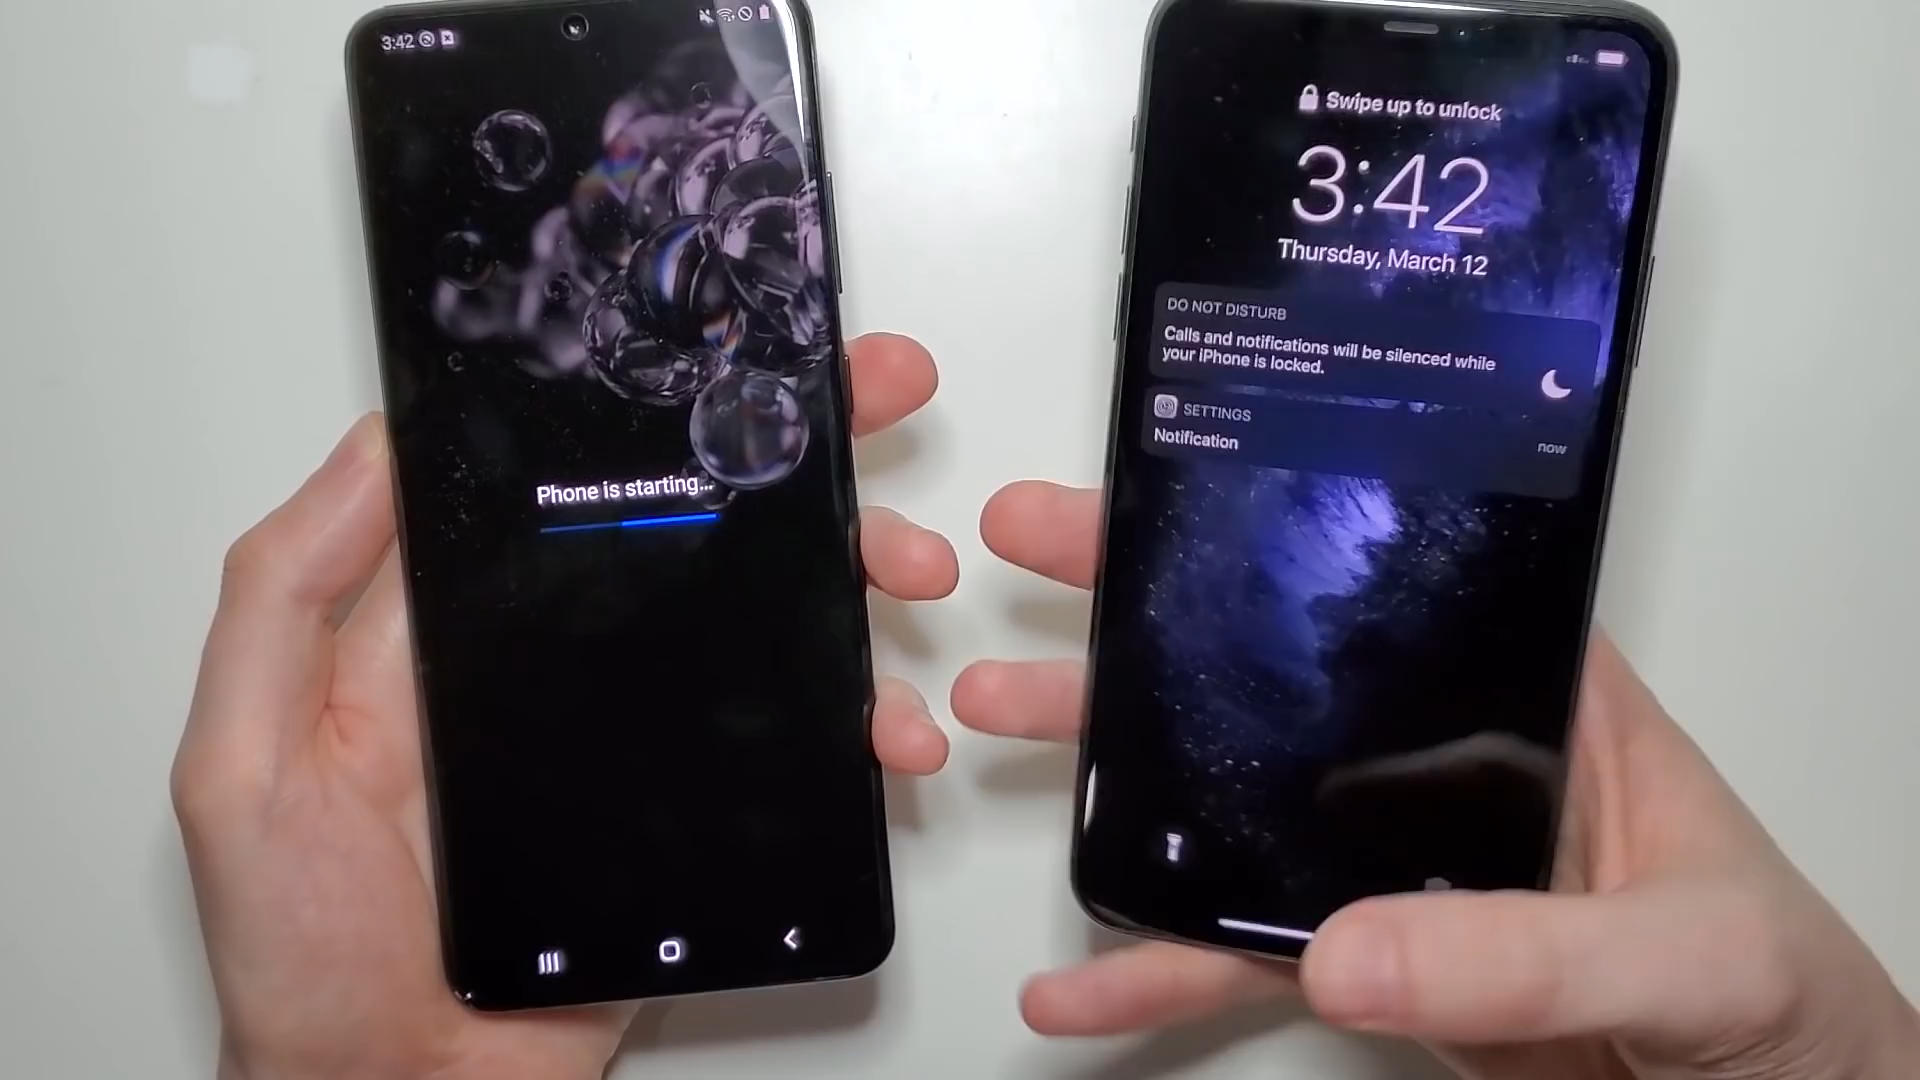 3:42
Phone is starting...
Swipe up to unlock
3:42
Thursday, March 12
DO NOT DISTURB
Calls and notifications will be silenced while
your iPhone is locked.
SETTINGS
Notification
now